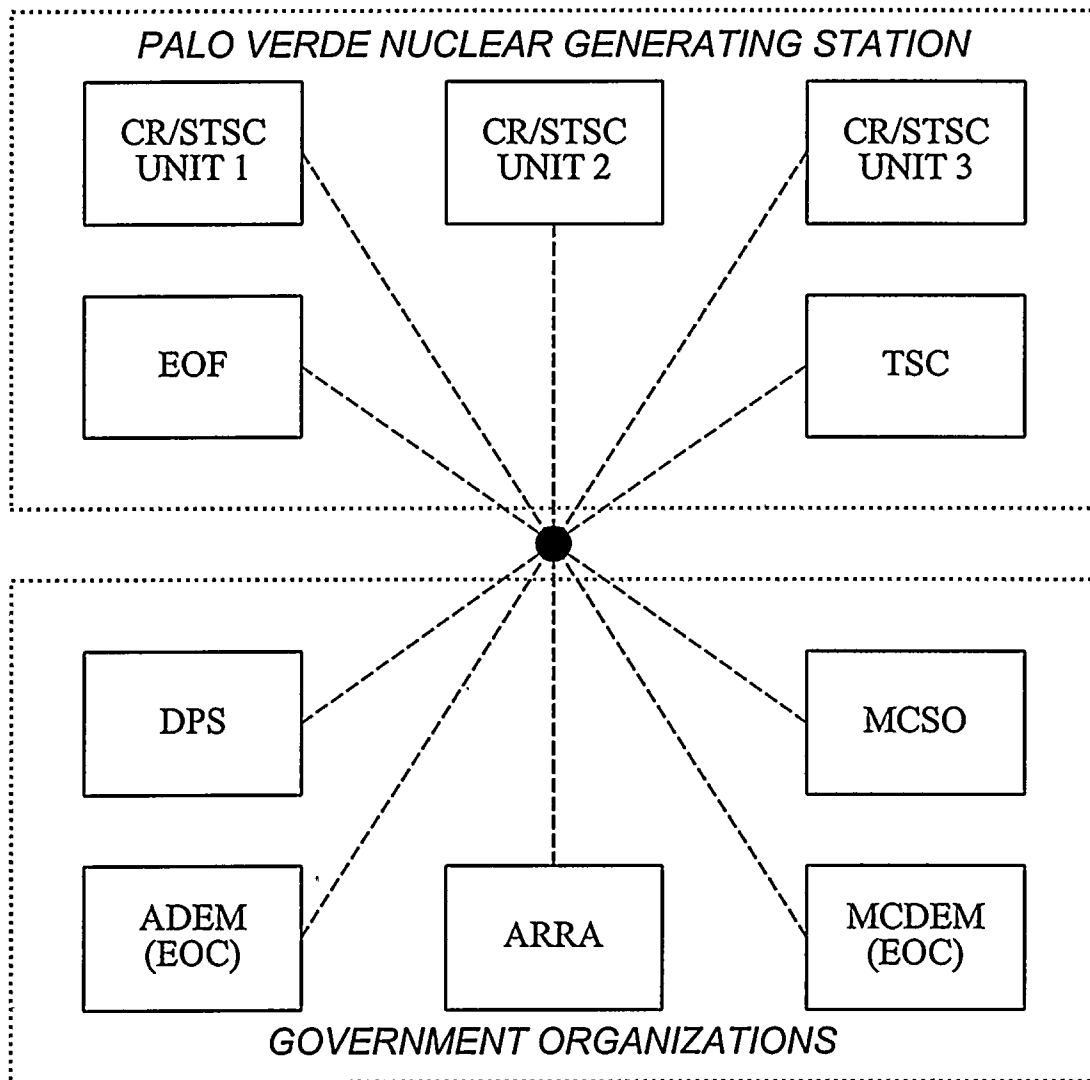 PALO VERDE NUCLEAR GENERATING STATION
CR/STSC
UNIT 1
CR/STSC
UNIT 2
CR/STSC
UNIT 3
EOF
TSC
DPS
MCSO
ADEM
(EOC)
ARRA
MCDEM
(EOC)
GOVERNMENT ORGANIZATIONS